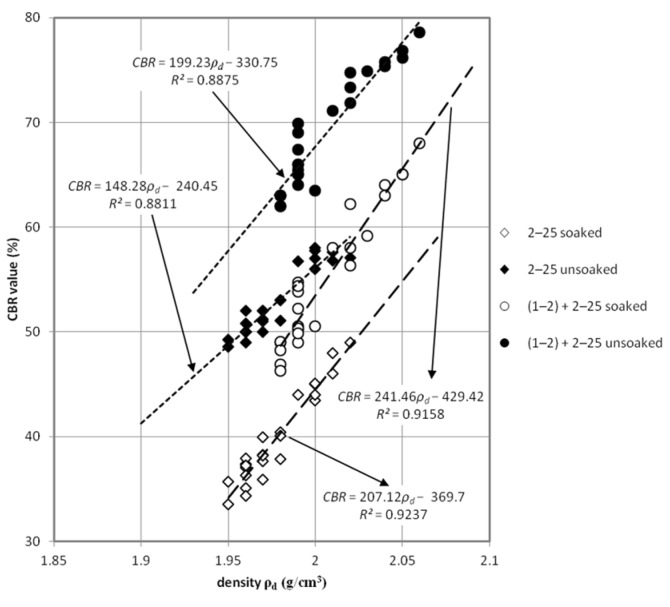 80
70
60
50
40
30
1.85
1.9
1.95
2
2.05
2.1
CBR value (%)
density ρd (g/cm³)
CBR = 199.23ρd – 330.75
R² = 0.8875
CBR = 148.28ρd – 240.45
R² = 0.8811
CBR = 241.46ρd – 429.42
R² = 0.9158
CBR = 207.12ρd – 369.7
R² = 0.9237
2–25 soaked
2–25 unsoaked
(1–2) + 2–25 soaked
(1–2) + 2–25 unsoaked